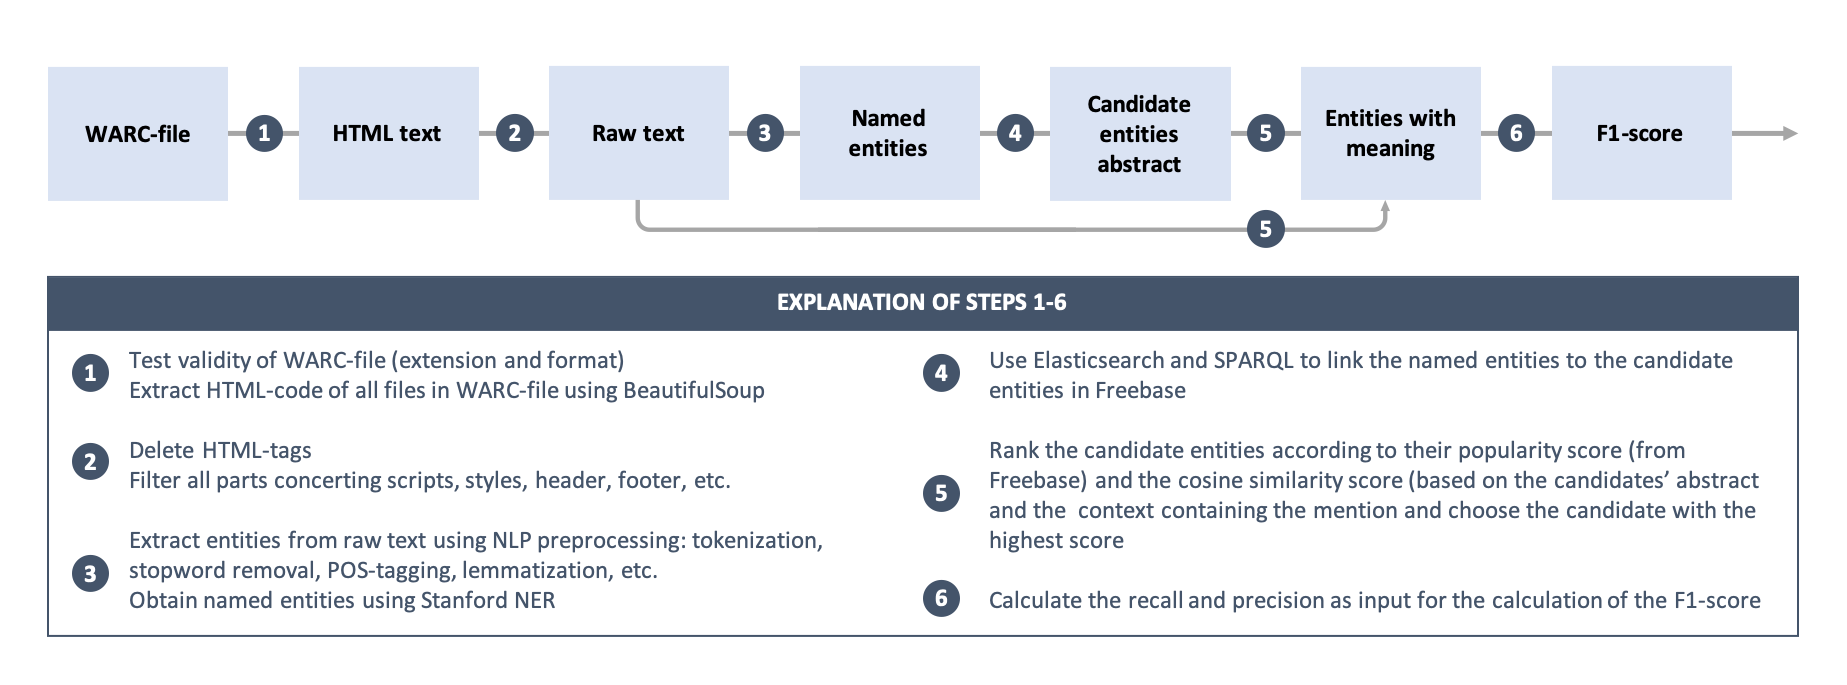 WARC-file
1
HTML text
2
Raw text
3
Named
entities
4
Candidate
entities
abstract
5
Entities with
meaning
6
F1-score
5
EXPLANATION OF STEPS 1-6
1
Test validity of WARC-file (extension and format)
Extract HTML-code of all files in WARC-file using BeautifulSoup
2
Delete HTML-tags
Filter all parts concerting scripts, styles, header, footer, etc.
3
Extract entities from raw text using NLP preprocessing: tokenization,
stopword removal, POS-tagging, lemmatization, etc.
Obtain named entities using Stanford NER
4
Use Elasticsearch and SPARQL to link the named entities to the candidate
entities in Freebase
5
Rank the candidate entities according to their popularity score (from
Freebase) and the cosine similarity score (based on the candidates’ abstract
and the context containing the mention and choose the candidate with the
highest score
6
Calculate the recall and precision as input for the calculation of the F1-score